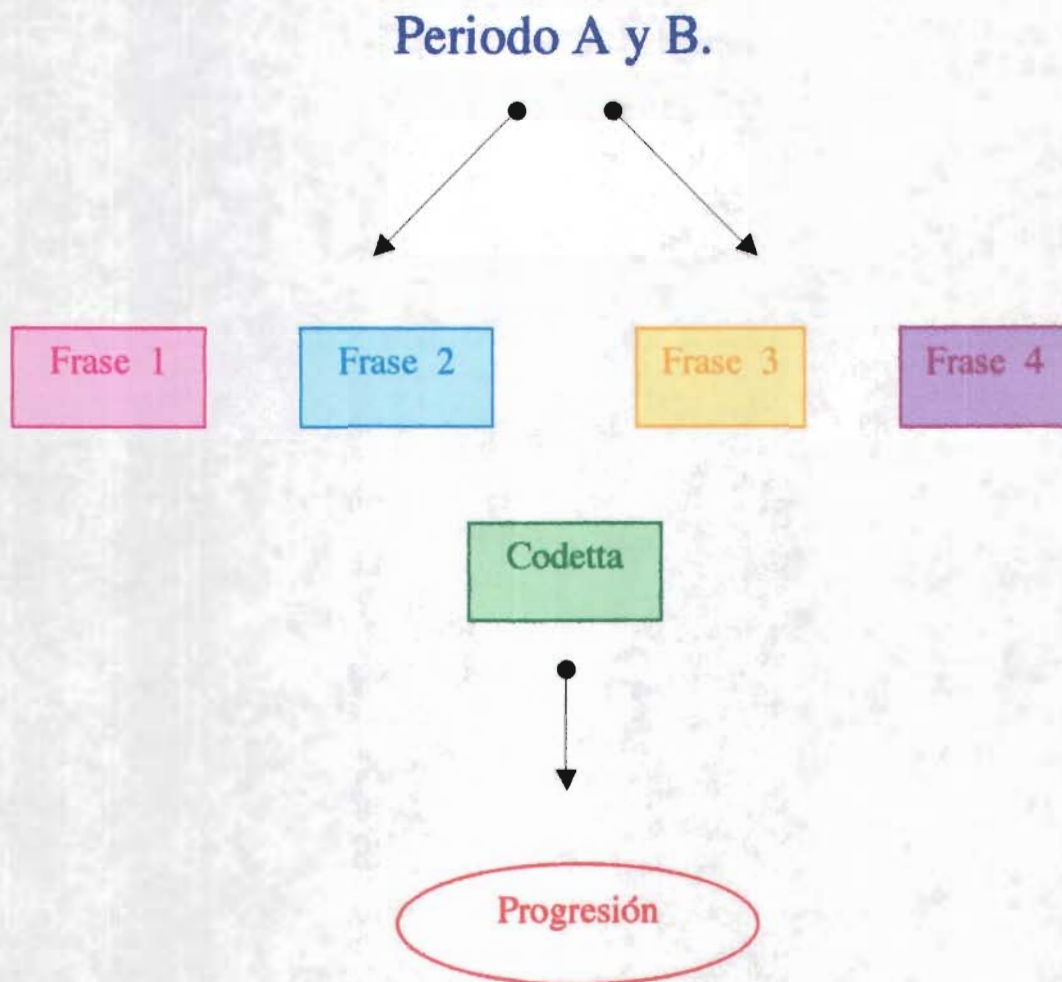 Periodo A y B.
Frase 1
Frase 2
Frase 3
Frase 4
Codetta
Progresión